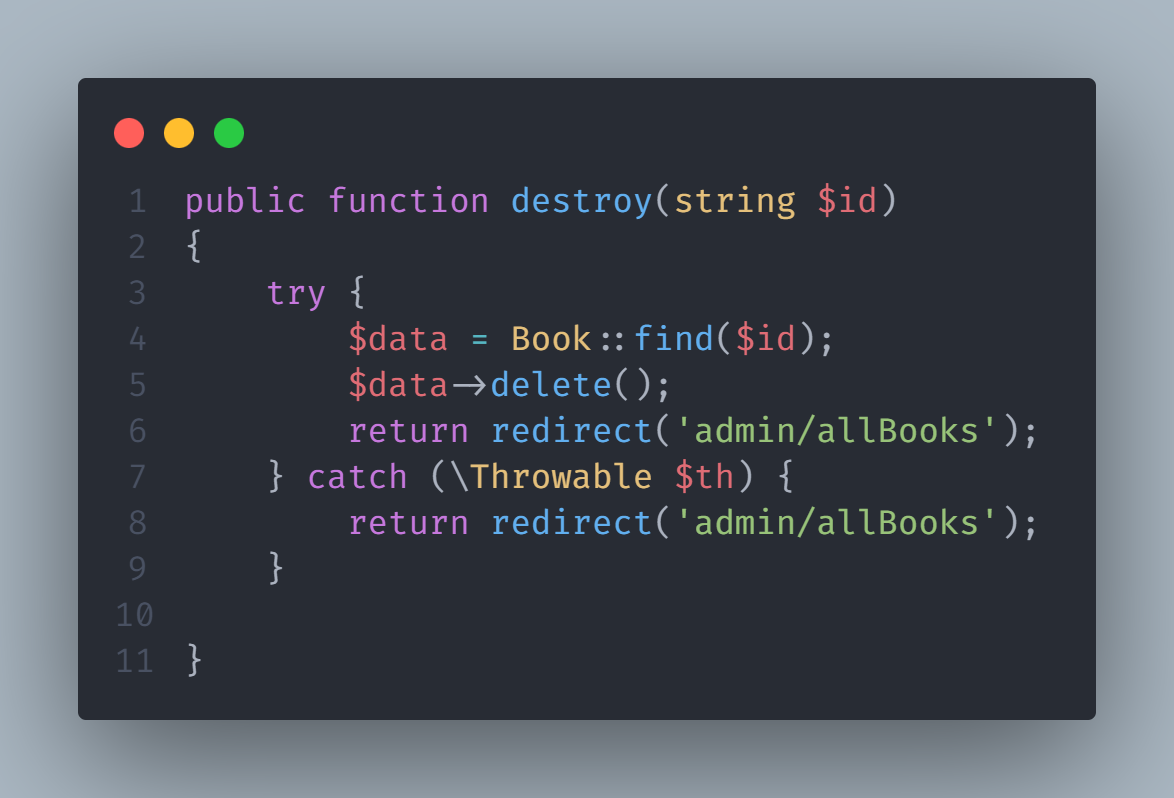 1 public function destroy(string $id)
2 {
3     try {
4         $data = Book::find($id);
5         $data->delete();
6         return redirect('admin/allBooks');
7     } catch (\Throwable $th) {
8         return redirect('admin/allBooks');
9     }
10
11 }